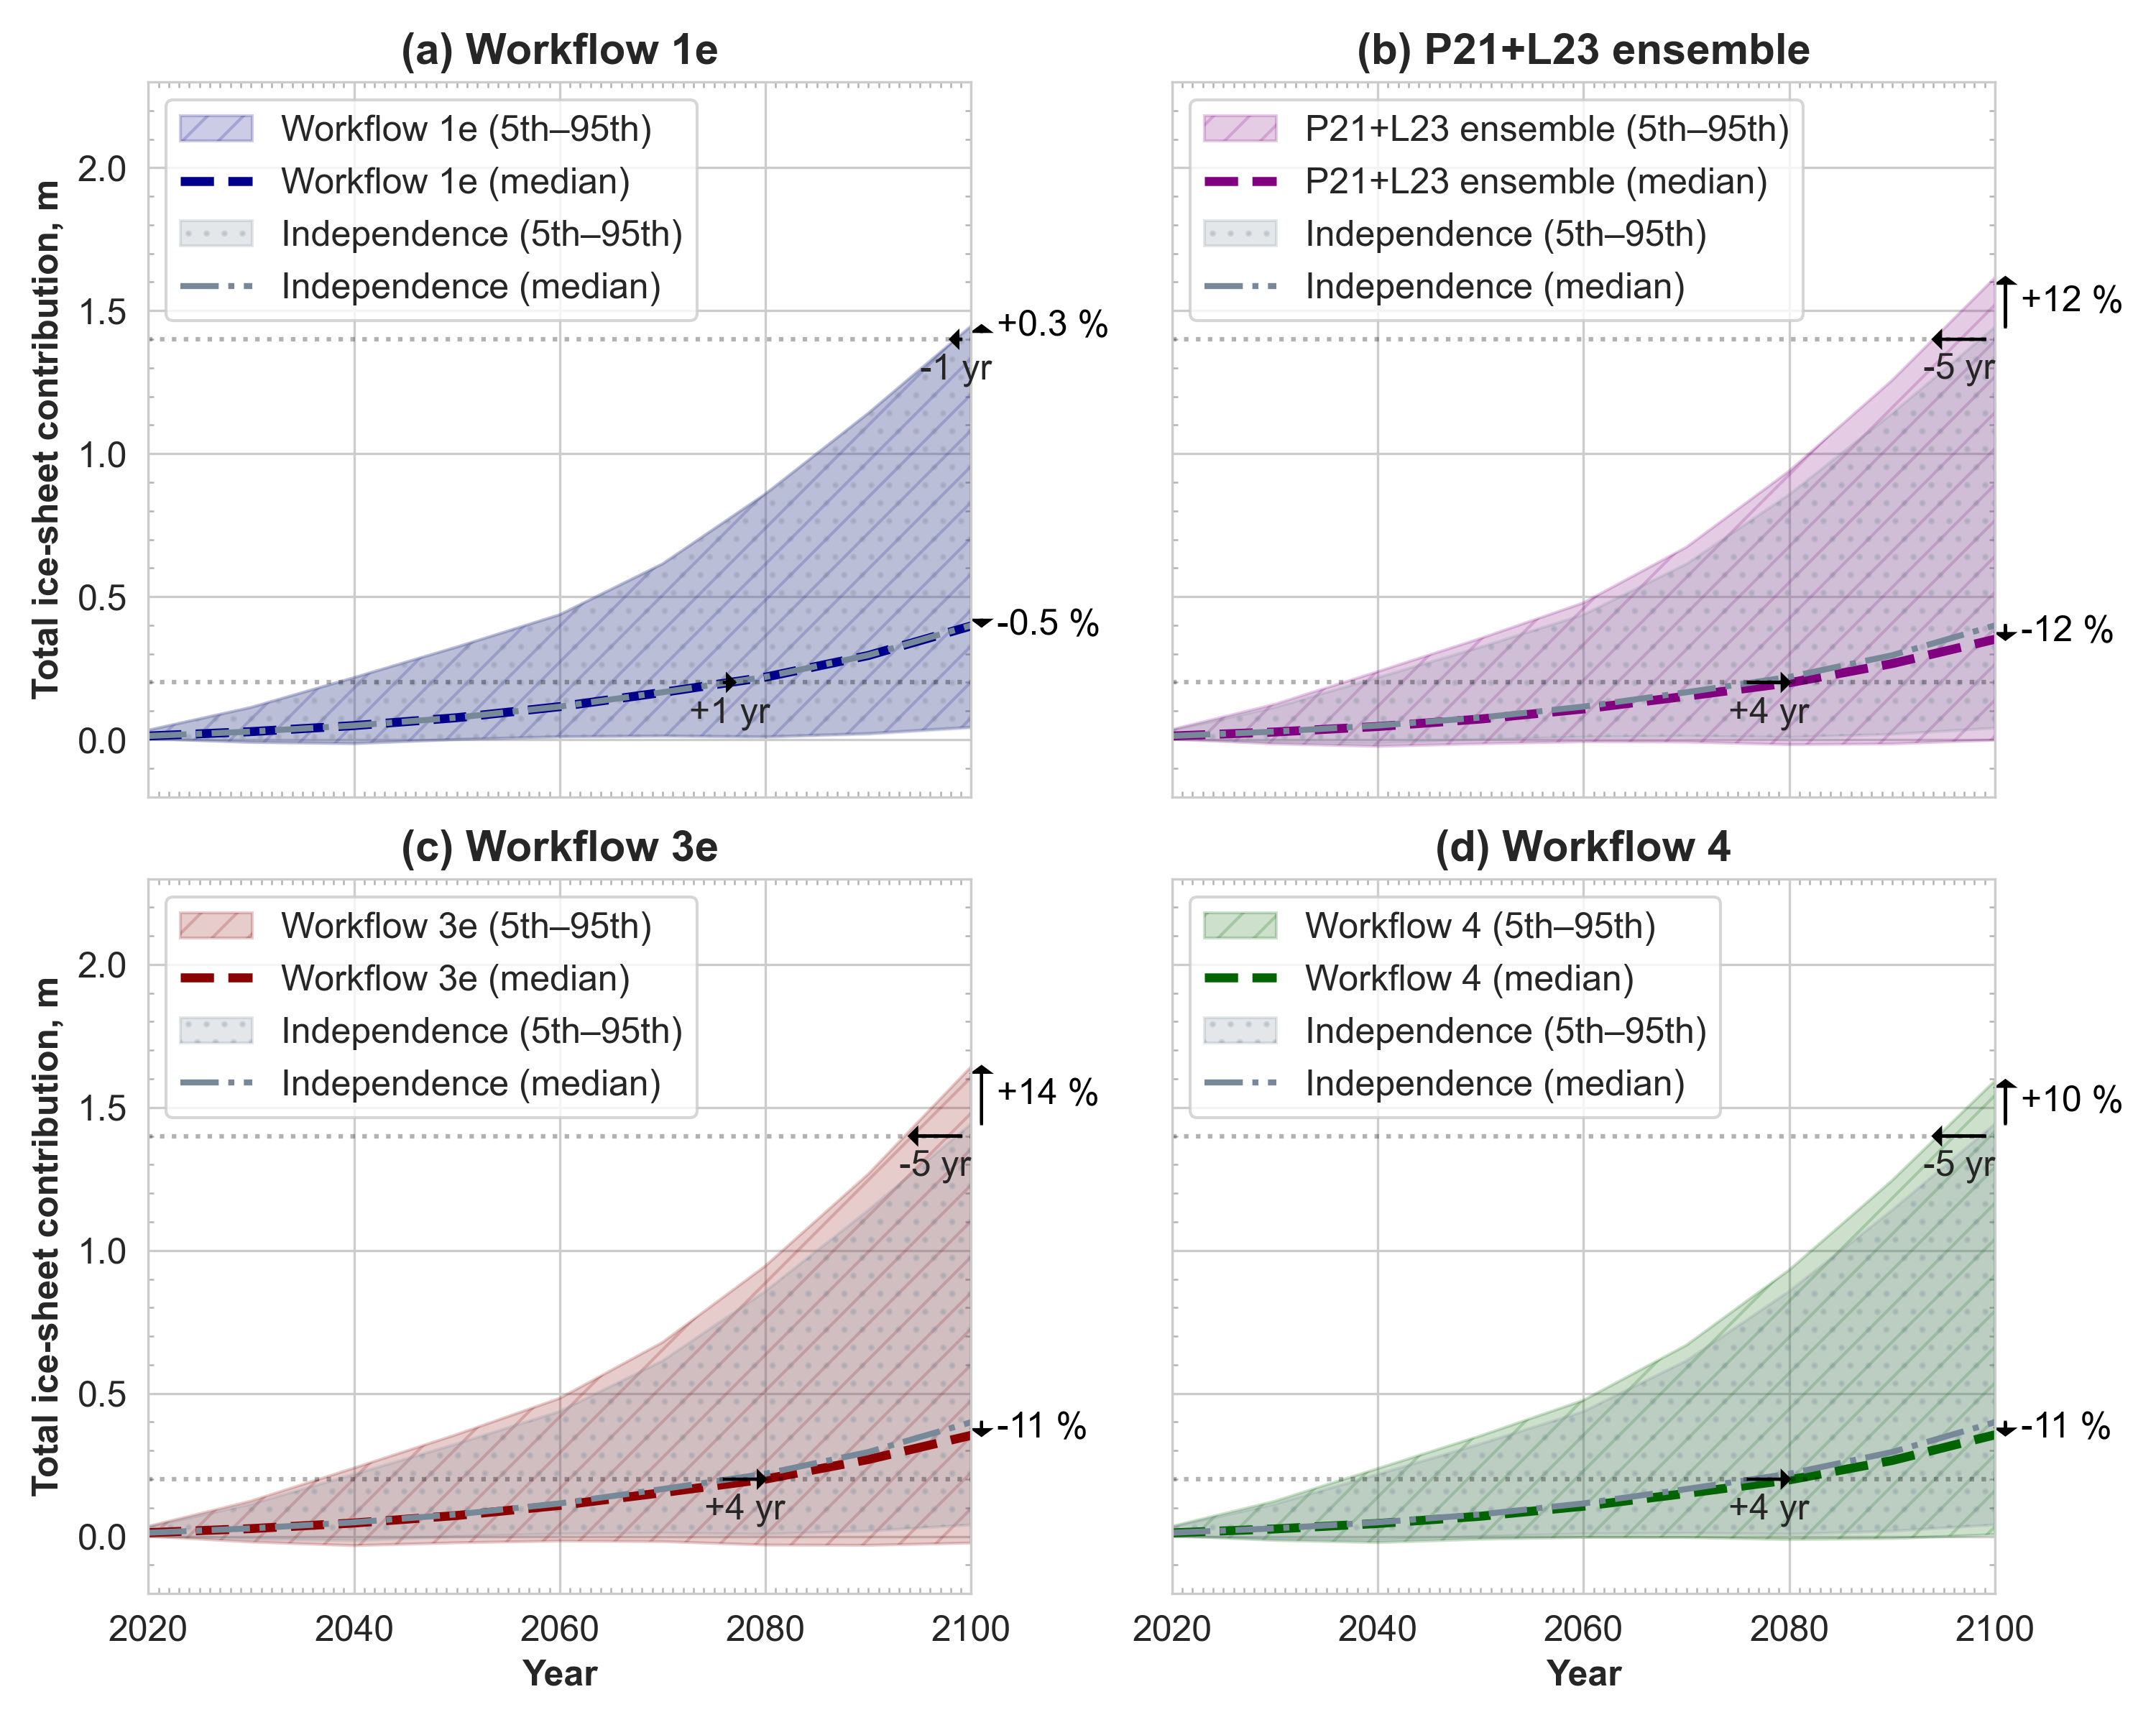 (a) Workflow 1e
Workflow 1e (5th–95th)
Workflow 1e (median)
Independence (5th–95th)
Independence (median)
Total ice-sheet contribution, m
2.0
1.5
1.0
0.5
0.0
+0.3 %
-1 yr
-0.5 %
+1 yr
(b) P21+L23 ensemble
P21+L23 ensemble (5th–95th)
P21+L23 ensemble (median)
Independence (5th–95th)
Independence (median)
+12 %
-5 yr
-12 %
+4 yr
(c) Workflow 3e
Workflow 3e (5th–95th)
Workflow 3e (median)
Independence (5th–95th)
Independence (median)
Total ice-sheet contribution, m
2.0
1.5
1.0
0.5
0.0
+14 %
-5 yr
-11 %
+4 yr
2020 2040 2060 2080 2100
Year
(d) Workflow 4
Workflow 4 (5th–95th)
Workflow 4 (median)
Independence (5th–95th)
Independence (median)
+10 %
-5 yr
-11 %
+4 yr
2020 2040 2060 2080 2100
Year